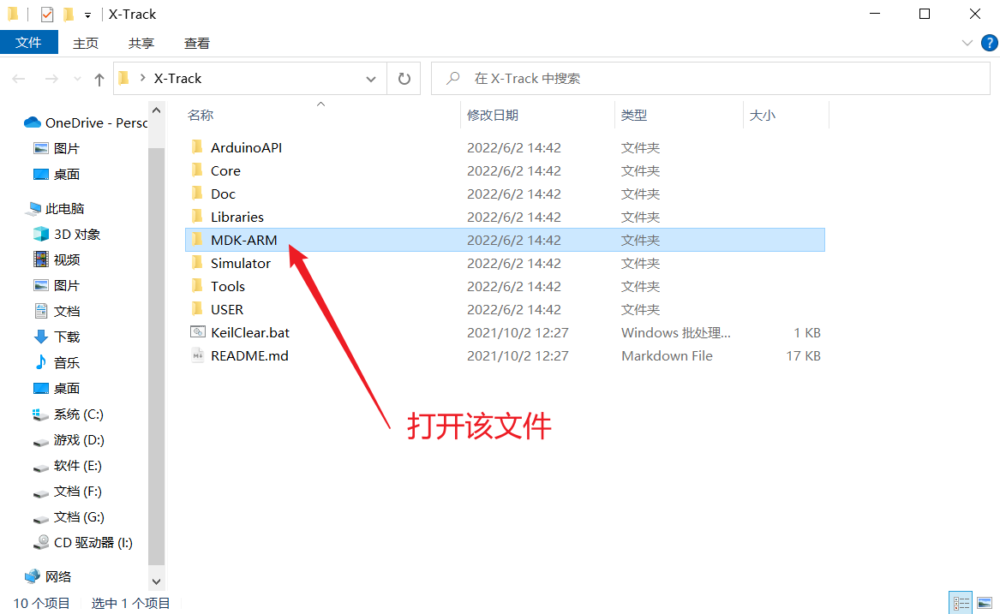 X-Track
文件 主页 共享 查看
X-Track
在 X-Track 中搜索
名称 修改日期 类型 大小
OneDrive - Persc
图片
桌面
此电脑
3D 对象
视频
图片
文档
下载
音乐
桌面
系统 (C:)
游戏 (D:)
软件 (E:)
文档 (F:)
文档 (G:)
CD 驱动器 (I:)
网络
ArduinoAPI 2022/6/2 14:42 文件夹
Core 2022/6/2 14:42 文件夹
Doc 2022/6/2 14:42 文件夹
Libraries 2022/6/2 14:42 文件夹
MDK-ARM 2022/6/2 14:42 文件夹
Simulator 2022/6/2 14:42 文件夹
Tools 2022/6/2 14:42 文件夹
USER 2022/6/2 14:42 文件夹
KeilClear.bat 2021/10/2 12:27 Windows 批处理... 1 KB
README.md 2021/10/2 12:27 Markdown File 17 KB
打开该文件
10 个项目 选中 1 个项目